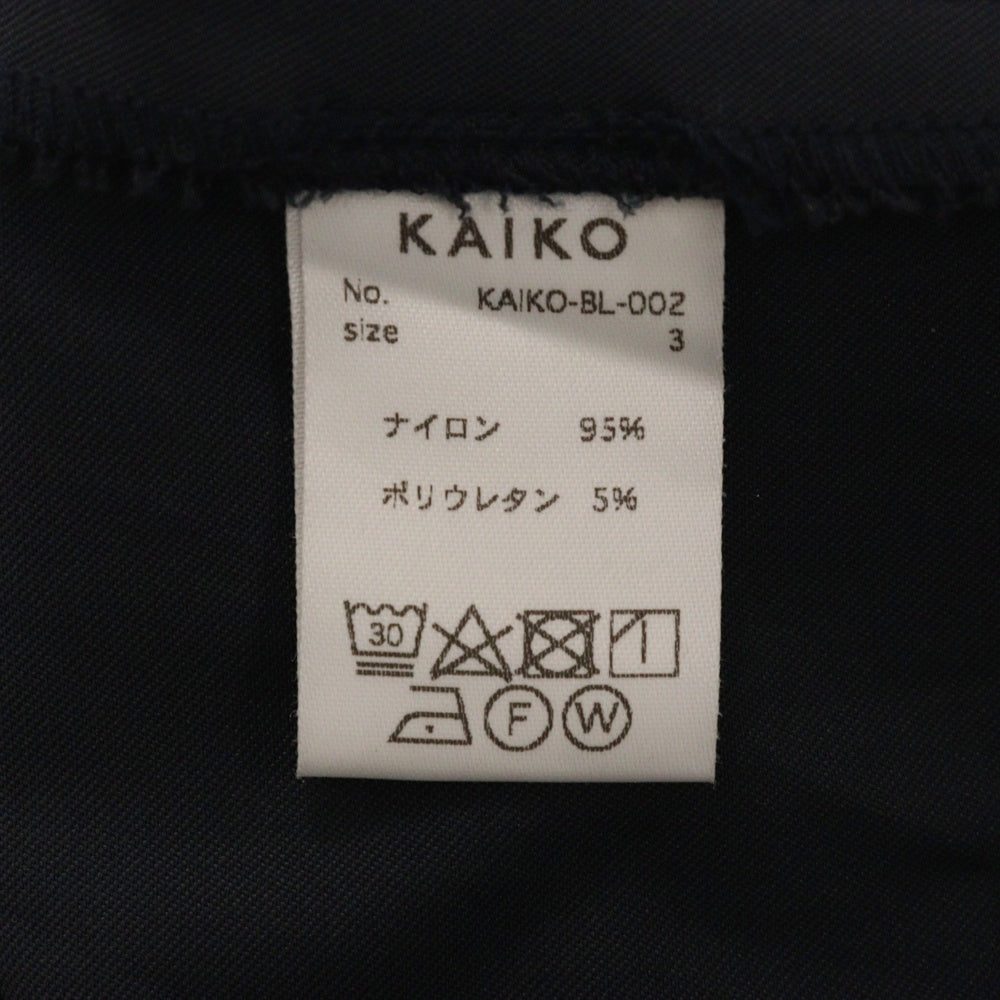 KAIKO
No. KAIKO-BL-002
size 3
ナイロン 95%
ポリウレタン 5%
30
F W